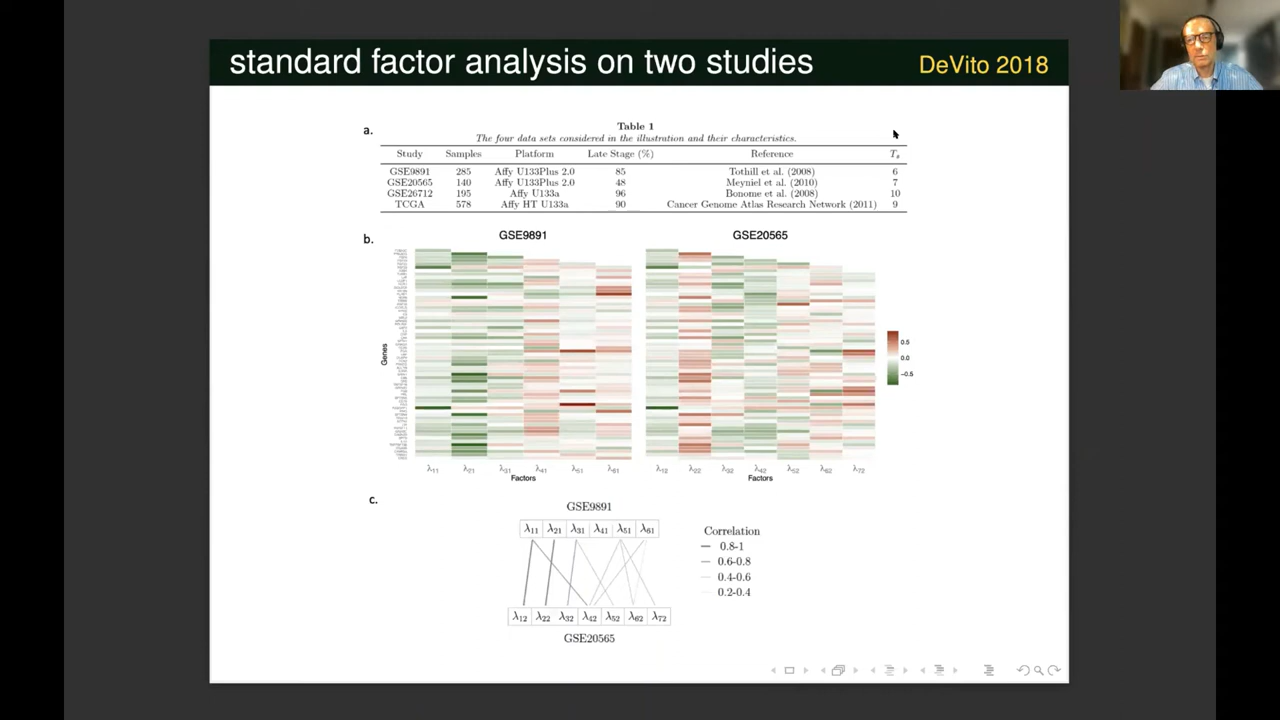 standard factor analysis on two studies DeVito 2018
a.
Table 1
The four data sets considered in the illustration and their characteristics.
Study Samples Platform Late Stage (%) Reference Ts
GSE9891 285 Affy U133Plus 2.0 85 Tothill et al. (2008) 6
GSE20565 140 Affy U133Plus 2.0 48 Meyniel et al. (2010) 7
GSE26712 195 Affy U133a 96 Bonome et al. (2008) 10
TCGA 578 Affy HT U133a 90 Cancer Genome Atlas Research Network (2011) 9
b.
GSE9891 GSE20565
Genes
0.5
0.0
−0.5
λ11 λ21 λ31 λ41 λ51 λ61 λ12 λ22 λ32 λ42 λ52 λ62 λ72
Factors Factors
c.
GSE9891
λ11 λ21 λ31 λ41 λ51 λ61
Correlation
0.8-1
0.6-0.8
0.4-0.6
0.2-0.4
λ12 λ22 λ32 λ42 λ52 λ62 λ72
GSE20565